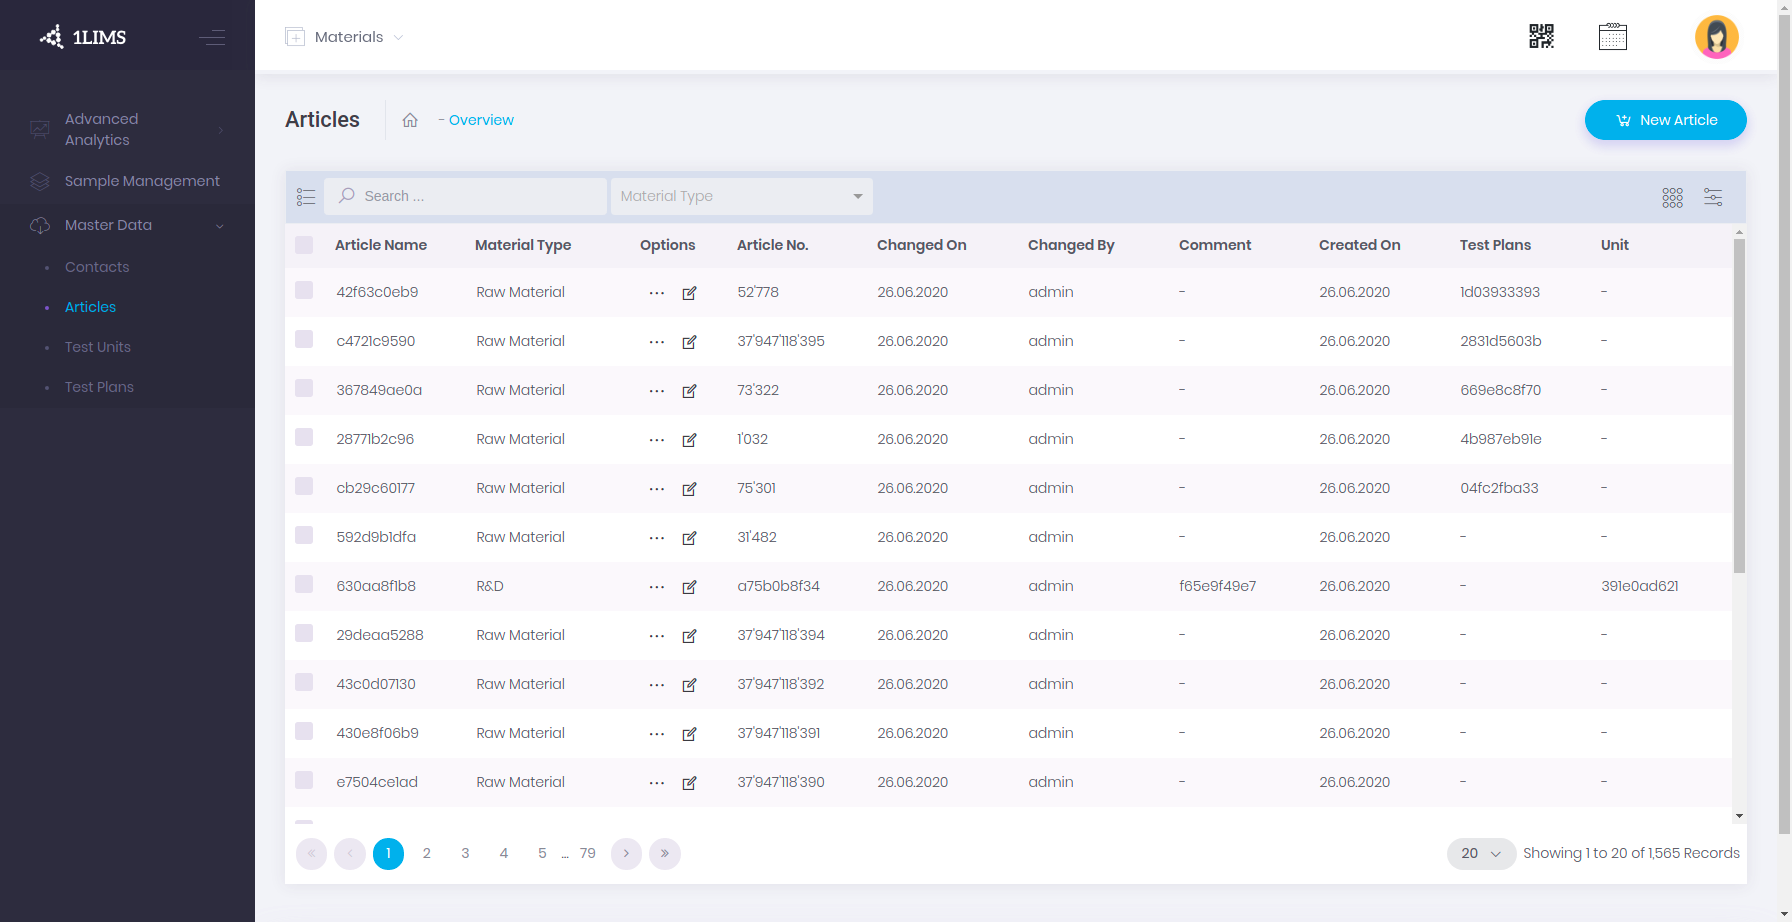 1LIMS
Materials
Advanced
Analytics
Sample Management
Master Data
Contacts
Articles
Test Units
Test Plans
Articles - Overview
New Article
Search ...
Material Type
Article Name Material Type Options Article No. Changed On Changed By Comment Created On Test Plans Unit
42f63c0eb9 Raw Material ... 52'778 26.06.2020 admin - 26.06.2020 1d03933393 -
c4721c9590 Raw Material ... 37'947'118'395 26.06.2020 admin - 26.06.2020 2831d5603b -
367849ae0a Raw Material ... 73'322 26.06.2020 admin - 26.06.2020 669e8c8f70 -
28771b2c96 Raw Material ... 1'032 26.06.2020 admin - 26.06.2020 4b987eb91e -
cb29c60177 Raw Material ... 75'301 26.06.2020 admin - 26.06.2020 04fc2fba33 -
592d9b1dfa Raw Material ... 31'482 26.06.2020 admin - 26.06.2020 - -
630aa8f1b8 R&D ... a75b0b8f34 26.06.2020 admin f65e9f49e7 26.06.2020 - 391e0ad621
29deaa5288 Raw Material ... 37'947'118'394 26.06.2020 admin - 26.06.2020 - -
43c0d07130 Raw Material ... 37'947'118'392 26.06.2020 admin - 26.06.2020 - -
430e8f06b9 Raw Material ... 37'947'118'391 26.06.2020 admin - 26.06.2020 - -
e7504ce1ad Raw Material ... 37'947'118'390 26.06.2020 admin - 26.06.2020 - -
« ‹ 1 2 3 4 5 ... 79 › » 20 Showing 1 to 20 of 1,565 Records